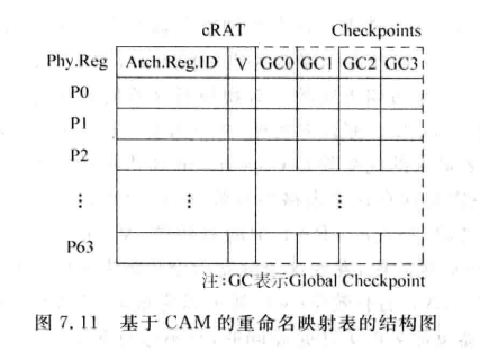 cRAT Checkpoints
Phy.Reg Arch.Reg.ID V GC0 GC1 GC2 GC3
P0
P1
P2
⋮ ⋮ ⋮
P63
注:GC表示Global Checkpoint
图 7.11 基于 CAM 的重命名映射表的结构图